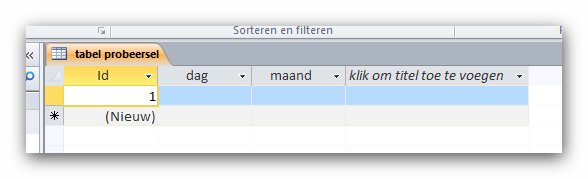 Sorteren en filteren
tabel probeersel
Id dag maand klik om titel toe te voegen
1
(Nieuw)